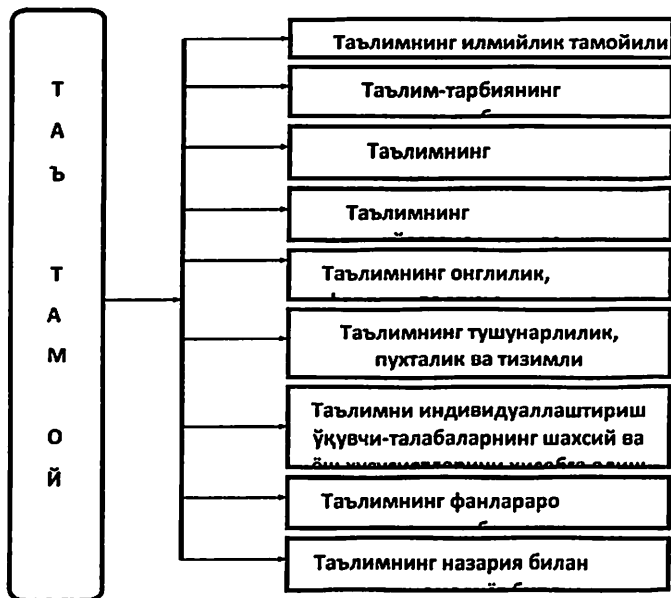 Т
А
Ъ
Т
А
М
О
Й
Таълимнинг илмийлик тамойили
Таълим-тарбиянинг
Таълимнинг
Таълимнинг
Таълимнинг онглилик,
Таълимнинг тушунарлилик,
пухталик ва тизимли
Таълимни индивидуаллаштириш
ўқувчи-талабаларнинг шахсий ва
Таълимнинг фанлараро
Таълимнинг назария билан